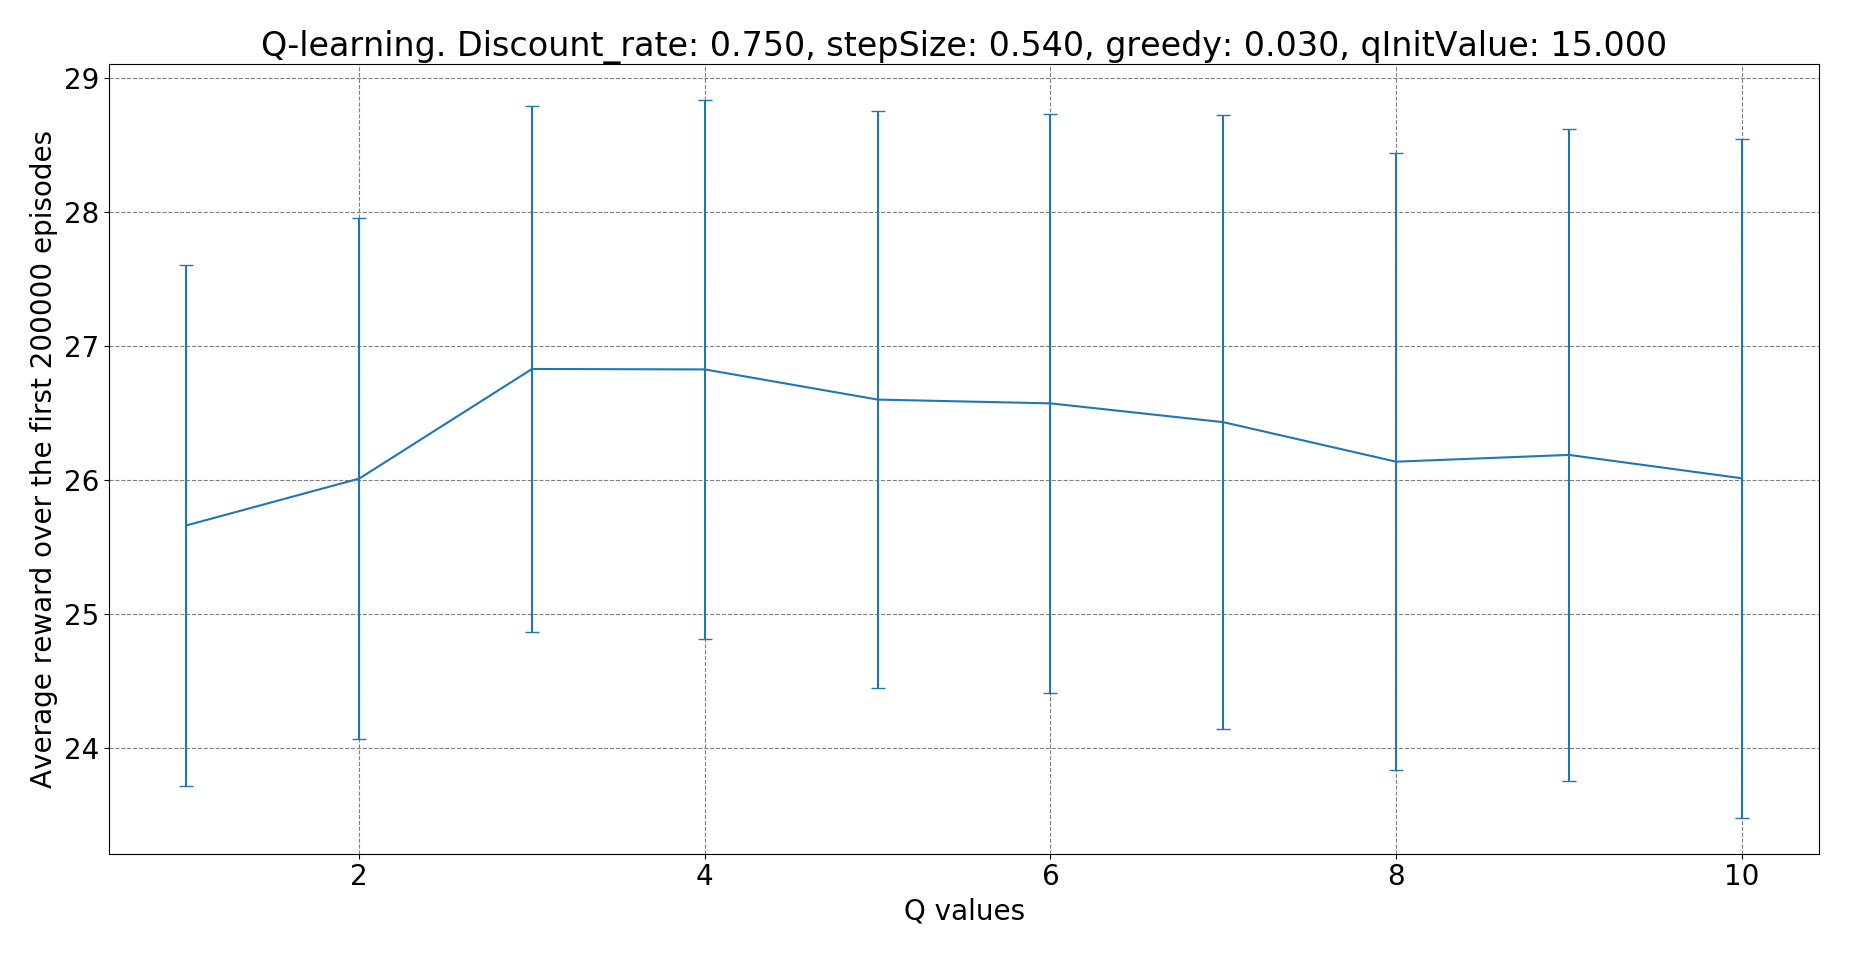 Q-learning. Discount_rate: 0.750, stepSize: 0.540, greedy: 0.030, qInitValue: 15.000
Average reward over the first 200000 episodes
29
28
27
26
25
24
2 4 6 8 10
Q values